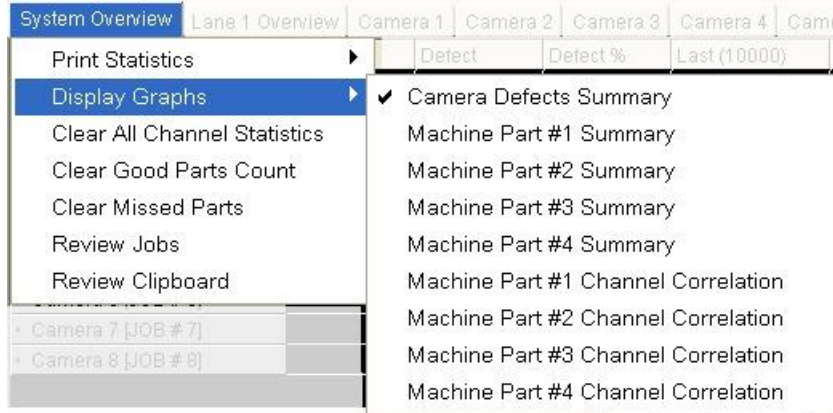 System Overview Lane 1 Overview Camera 1 Camera 2 Camera 3 Camera 4
Defect Defect % Last (10000)
Print Statistics
Display Graphs
Clear All Channel Statistics
Clear Good Parts Count
Clear Missed Parts
Review Jobs
Review Clipboard
✔ Camera Defects Summary
Machine Part #1 Summary
Machine Part #2 Summary
Machine Part #3 Summary
Machine Part #4 Summary
Machine Part #1 Channel Correlation
Machine Part #2 Channel Correlation
Machine Part #3 Channel Correlation
Machine Part #4 Channel Correlation
Camera 7 [JOB # 7]
Camera 8 [JOB # 8]